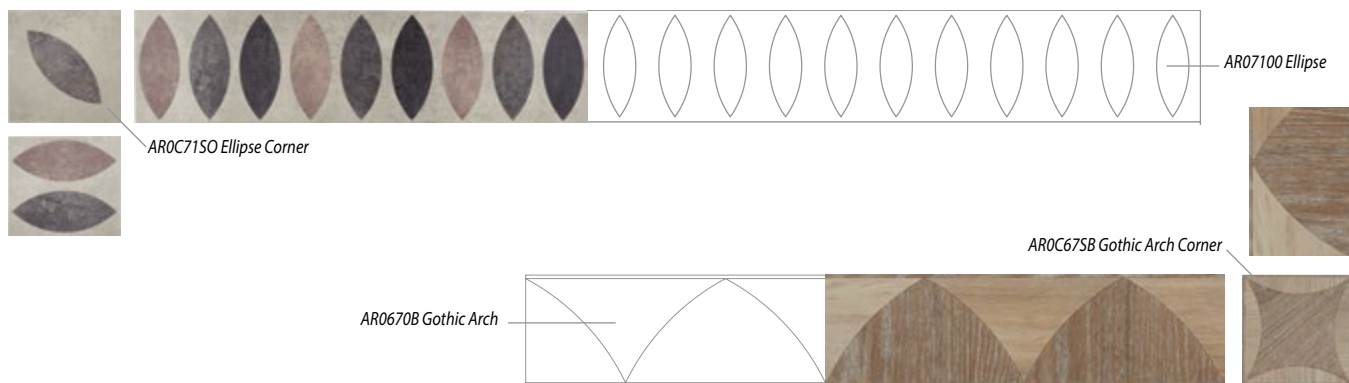 AR07100 Ellipse
AR0C71SO Ellipse Corner
AR0C67SB Gothic Arch Corner
AR0670B Gothic Arch